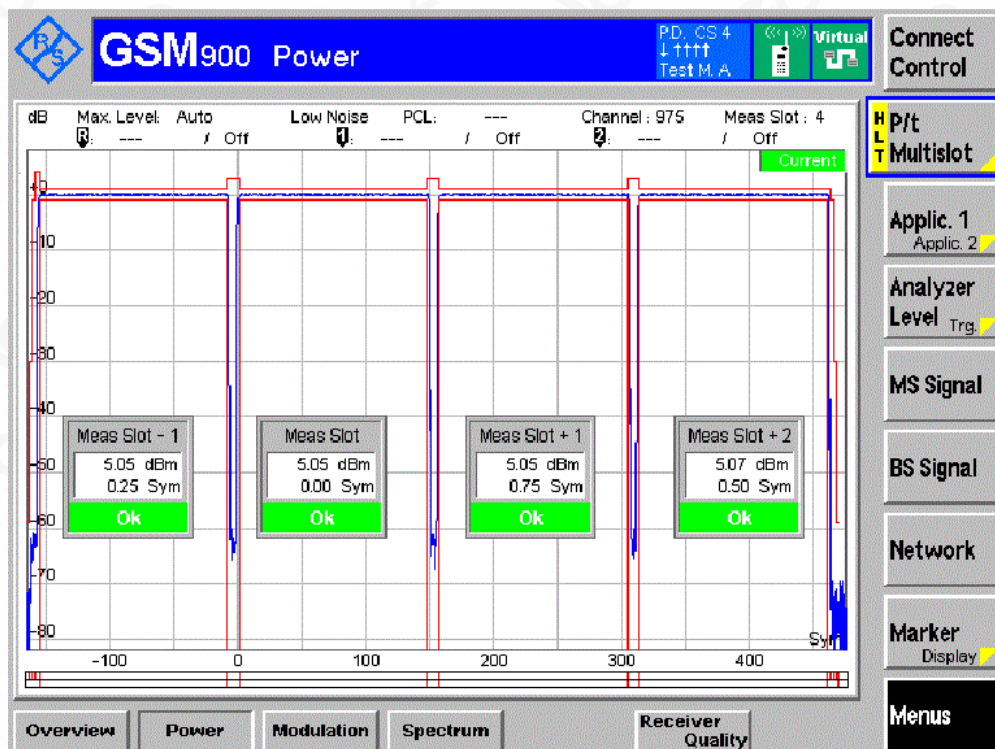 R S
GSM900 Power
P.D. CS 4
↓ ↑↑↑↑
Test M. A
Virtual
Connect
Control
dB Max. Level: Auto Low Noise PCL: --- Channel : 975 Meas Slot : 4
R: --- / Off 1: --- / Off 2: --- / Off
H
L
T
P/t
Multislot
Current
+0
-10
-20
-30
-40
-50
-60
-70
-80
Meas Slot - 1
5.05 dBm
0.25 Sym
Ok
Meas Slot
5.05 dBm
0.00 Sym
Ok
Meas Slot + 1
5.05 dBm
0.75 Sym
Ok
Meas Slot + 2
5.07 dBm
0.50 Sym
Ok
Sym
-100 0 100 200 300 400
Applic. 1
Applic. 2
Analyzer
Level Trg.
MS Signal
BS Signal
Network
Marker
Display
Menus
Overview Power Modulation Spectrum Receiver
Quality